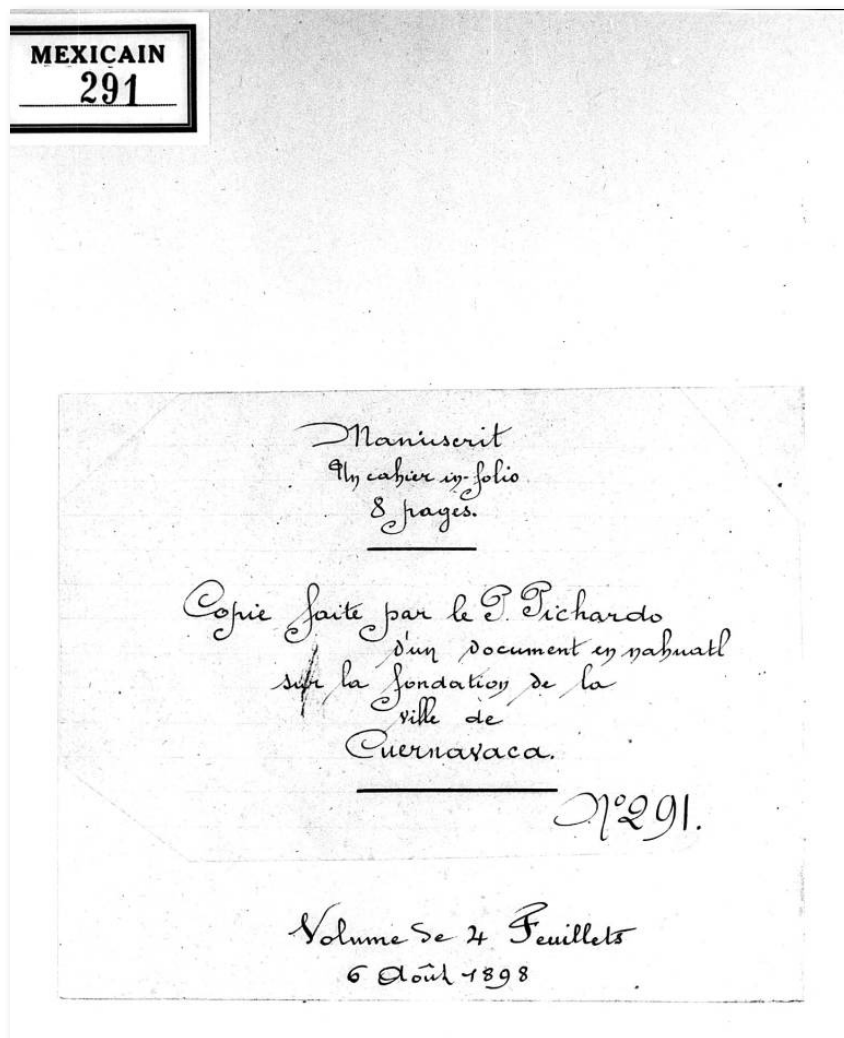 MEXICAIN
291
Manuscrit
Un cahier in-folio
8 pages.
Copie faite par le P. Pichardo
d'un document en nahuatl
sur la fondation de la
ville de
Cuernavaca.
Nº 291.
Volume de 4 Feuillets
6 Août 1898